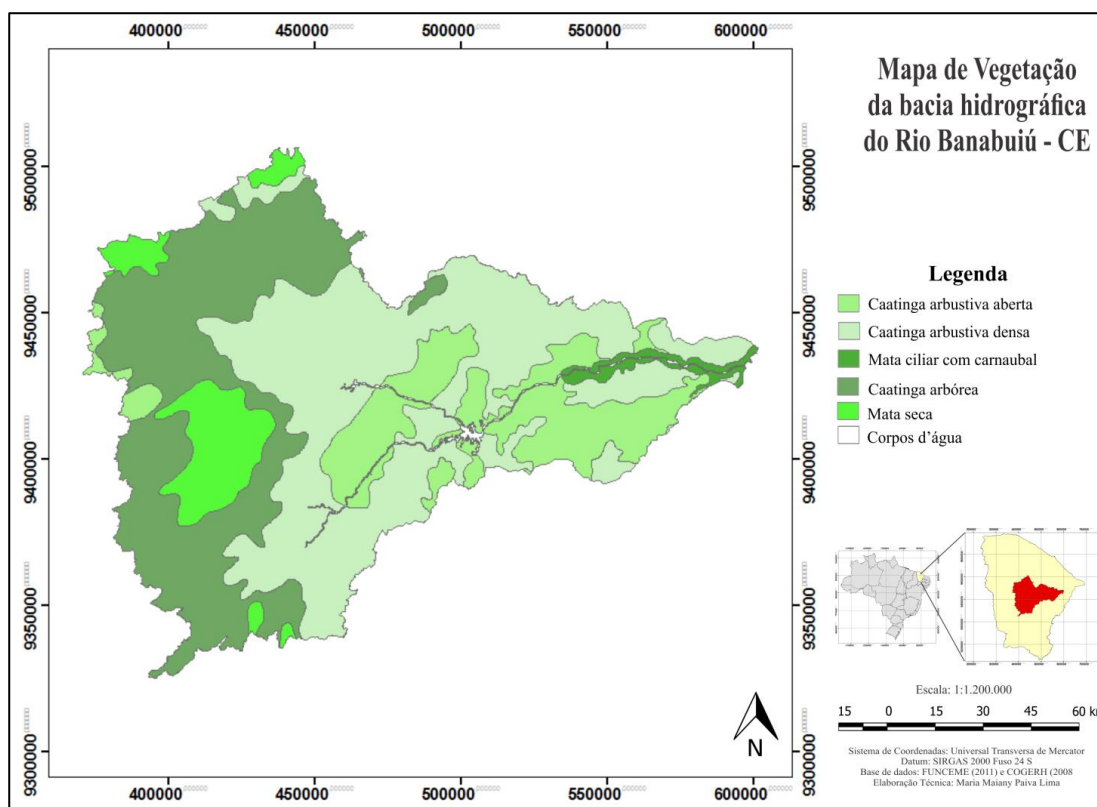 400000 450000 500000 550000 600000
Mapa de Vegetação
da bacia hidrográfica
do Rio Banabuiú - CE
9500000
9500000
9450000
9450000
9400000
9400000
9350000
9350000
9300000
9300000
Legenda
Caatinga arbustiva aberta
Caatinga arbustiva densa
Mata ciliar com carnaubal
Caatinga arbórea
Mata seca
Corpos d'água
N
Escala: 1:1.200.000
15 0 15 30 45 60 km
Sistema de Coordenadas: Universal Transversa de Mercator
Datum: SIRGAS 2000 Fuso 24 S
Base de dados: FUNCEME (2011) e COGERH (2008
Elaboração Técnica: Maria Maiany Paiva Lima
400000 450000 500000 550000 600000